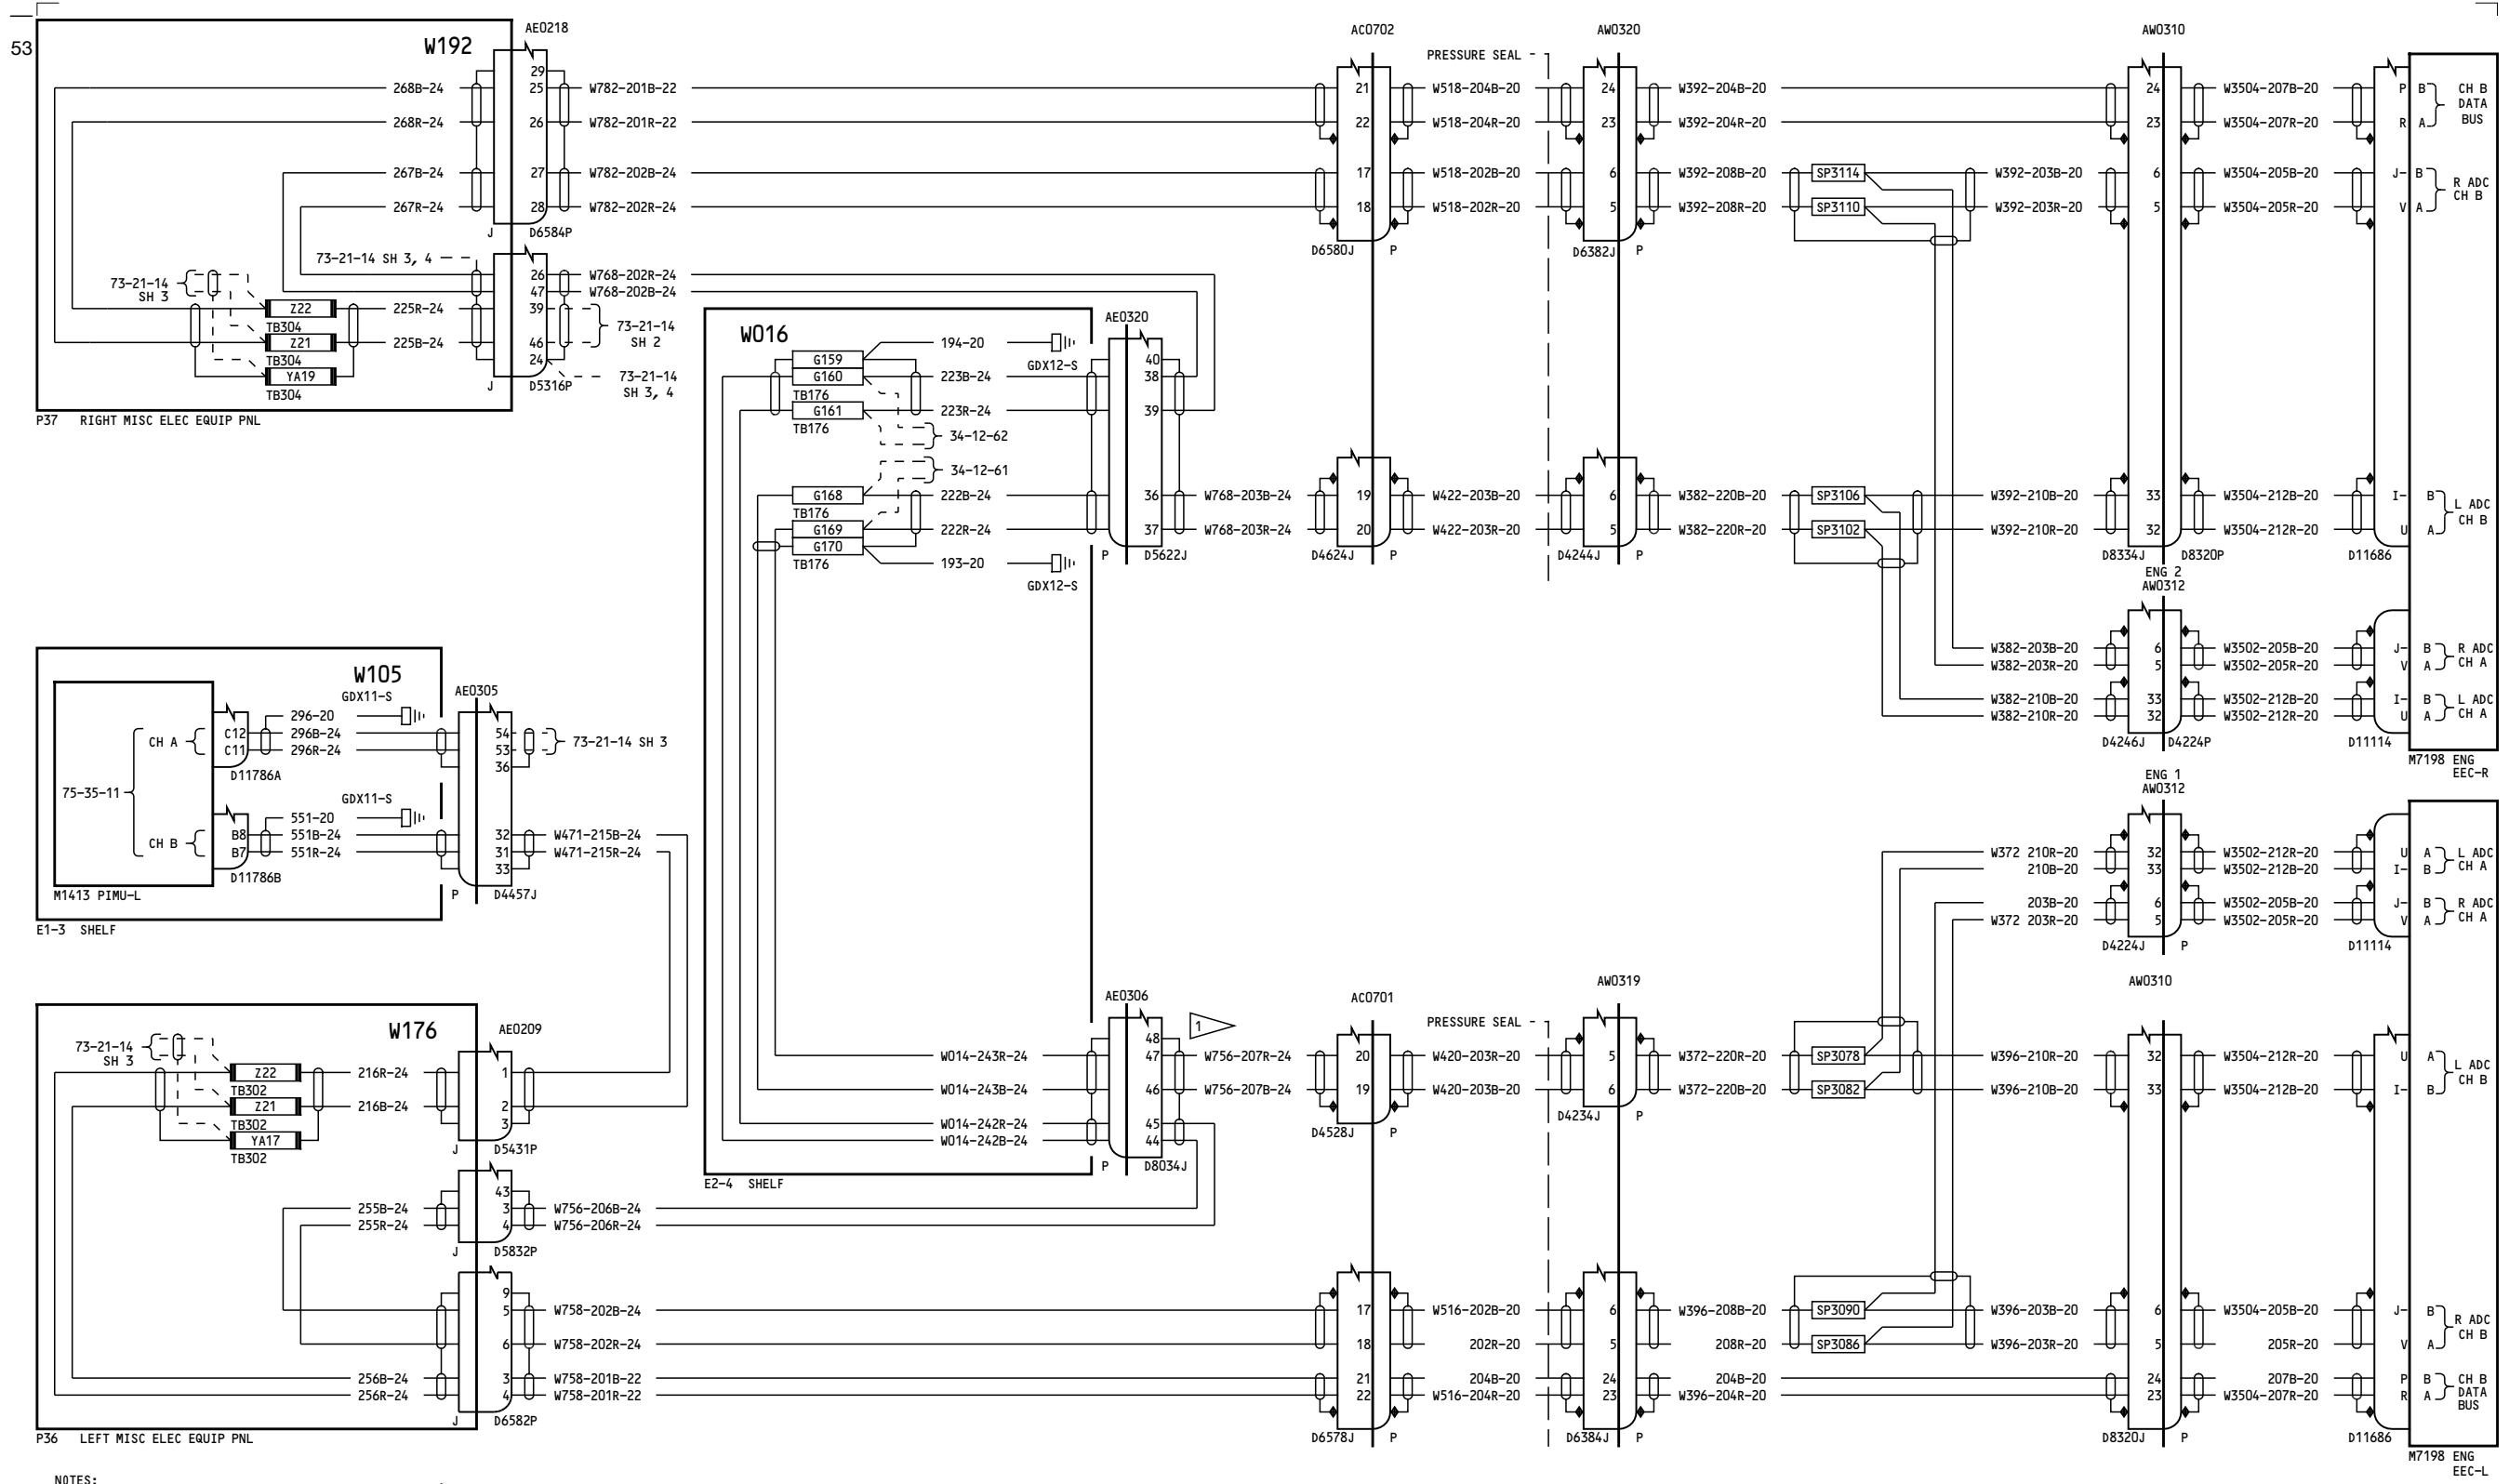 53
W192
AE0218
AC0702
PRESSURE SEAL
AW0320
AW0310
29
268B-24 25 W782-201B-22 21 W518-204B-20 24 W392-204B-20 24 W3504-207B-20 P B
268R-24 26 W782-201R-22 22 W518-204R-20 23 W392-204R-20 23 W3504-207R-20 R A
CH B
DATA
BUS
267B-24 27 W782-202B-24 17 W518-202B-20 6 W392-208B-20 SP3114 W392-203B-20 6 W3504-205B-20 J- B
267R-24 28 W782-202R-24 18 W518-202R-20 5 W392-208R-20 SP3110 W392-203R-20 5 W3504-205R-20 V A
R ADC
CH B
J D6584P
D6580J P
D6382J P
73-21-14 SH 3, 4
73-21-14
SH 3
26 W768-202R-24
47 W768-202B-24
Z22 225R-24 39
TB304
Z21 225B-24 46
TB304
24
YA19
TB304
73-21-14
SH 2
73-21-14
SH 3, 4
J D5316P
P37 RIGHT MISC ELEC EQUIP PNL
W016
AE0320
194-20
GDX12-S
G159 40
G160 223B-24 38
TB176
G161 223R-24 39
TB176
34-12-62
34-12-61
G168 222B-24 36 W768-203B-24 19 W422-203B-20 6 W382-220B-20 SP3106 W392-210B-20 33 W3504-212B-20 I- B
TB176
G169 222R-24 37 W768-203R-24 20 W422-203R-20 5 W382-220R-20 SP3102 W392-210R-20 32 W3504-212R-20 U A
L ADC
CH B
G170
TB176
193-20
GDX12-S
P D5622J
D4624J P
D4244J P
D8334J D8320P
D11686
ENG 2
AW0312
W382-203B-20 6 W3502-205B-20 J- B
W382-203R-20 5 W3502-205R-20 V A
R ADC
CH A
W382-210B-20 33 W3502-212B-20 I- B
W382-210R-20 32 W3502-212R-20 U A
L ADC
CH A
D4246J D4224P
D11114
M7198 ENG
EEC-R
W105
GDX11-S
AE0305
296-20
CH A
C12 296B-24 54
C11 296R-24 53
36
73-21-14 SH 3
D11786A
75-35-11
GDX11-S
551-20
CH B
B8 551B-24 32 W471-215B-24
B7 551R-24 31 W471-215R-24
33
D11786B
M1413 PIMU-L
P D4457J
E1-3 SHELF
ENG 1
AW0312
W372 210R-20 32 W3502-212R-20 U A
210B-20 33 W3502-212B-20 I- B
L ADC
CH A
203B-20 6 W3502-205B-20 J- B
W372 203R-20 5 W3502-205R-20 V A
R ADC
CH A
D4224J P
D11114
W176
AE0209
73-21-14
SH 3
Z22 216R-24 1
TB302
Z21 216B-24 2
TB302
3
YA17
TB302
J D5431P
AE0306
1
AC0701
PRESSURE SEAL
AW0319
AW0310
48
W014-243R-24 47 W756-207R-24 20 W420-203R-20 5 W372-220R-20 SP3078 W396-210R-20 32 W3504-212R-20 U A
W014-243B-24 46 W756-207B-24 19 W420-203B-20 6 W372-220B-20 SP3082 W396-210B-20 33 W3504-212B-20 I- B
L ADC
CH B
W014-242R-24 45
W014-242B-24 44
P D8034J
D4528J P
D4234J P
E2-4 SHELF
43
255B-24 3 W756-206B-24
255R-24 4 W756-206R-24
J D5832P
9
5 W758-202B-24 17 W516-202B-20 6 W396-208B-20 SP3090 W396-203B-20 6 W3504-205B-20 J- B
6 W758-202R-24 18 202R-20 5 208R-20 SP3086 W396-203R-20 5 205R-20 V A
R ADC
CH B
256B-24 3 W758-201B-22 21 204B-20 24 204B-20 24 207B-20 P B
256R-24 4 W758-201R-22 22 W516-204R-20 23 W396-204R-20 23 W3504-207R-20 R A
CH B
DATA
BUS
J D6582P
D6578J P
D6384J P
D8320J P
D11686
P36 LEFT MISC ELEC EQUIP PNL
M7198 ENG
EEC-L
NOTES: